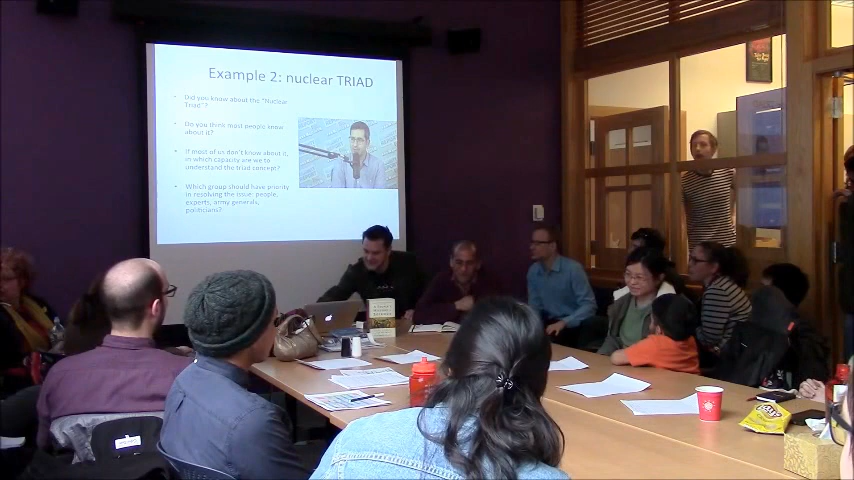 Example 2: nuclear TRIAD
Did you know about the "Nuclear
Triad"?
Do you think most people know
about it?
If most of us don't know about it,
in which capacity are we to
understand the triad concept?
Which group should have priority
in resolving the issue: people,
experts, army generals,
politicians?